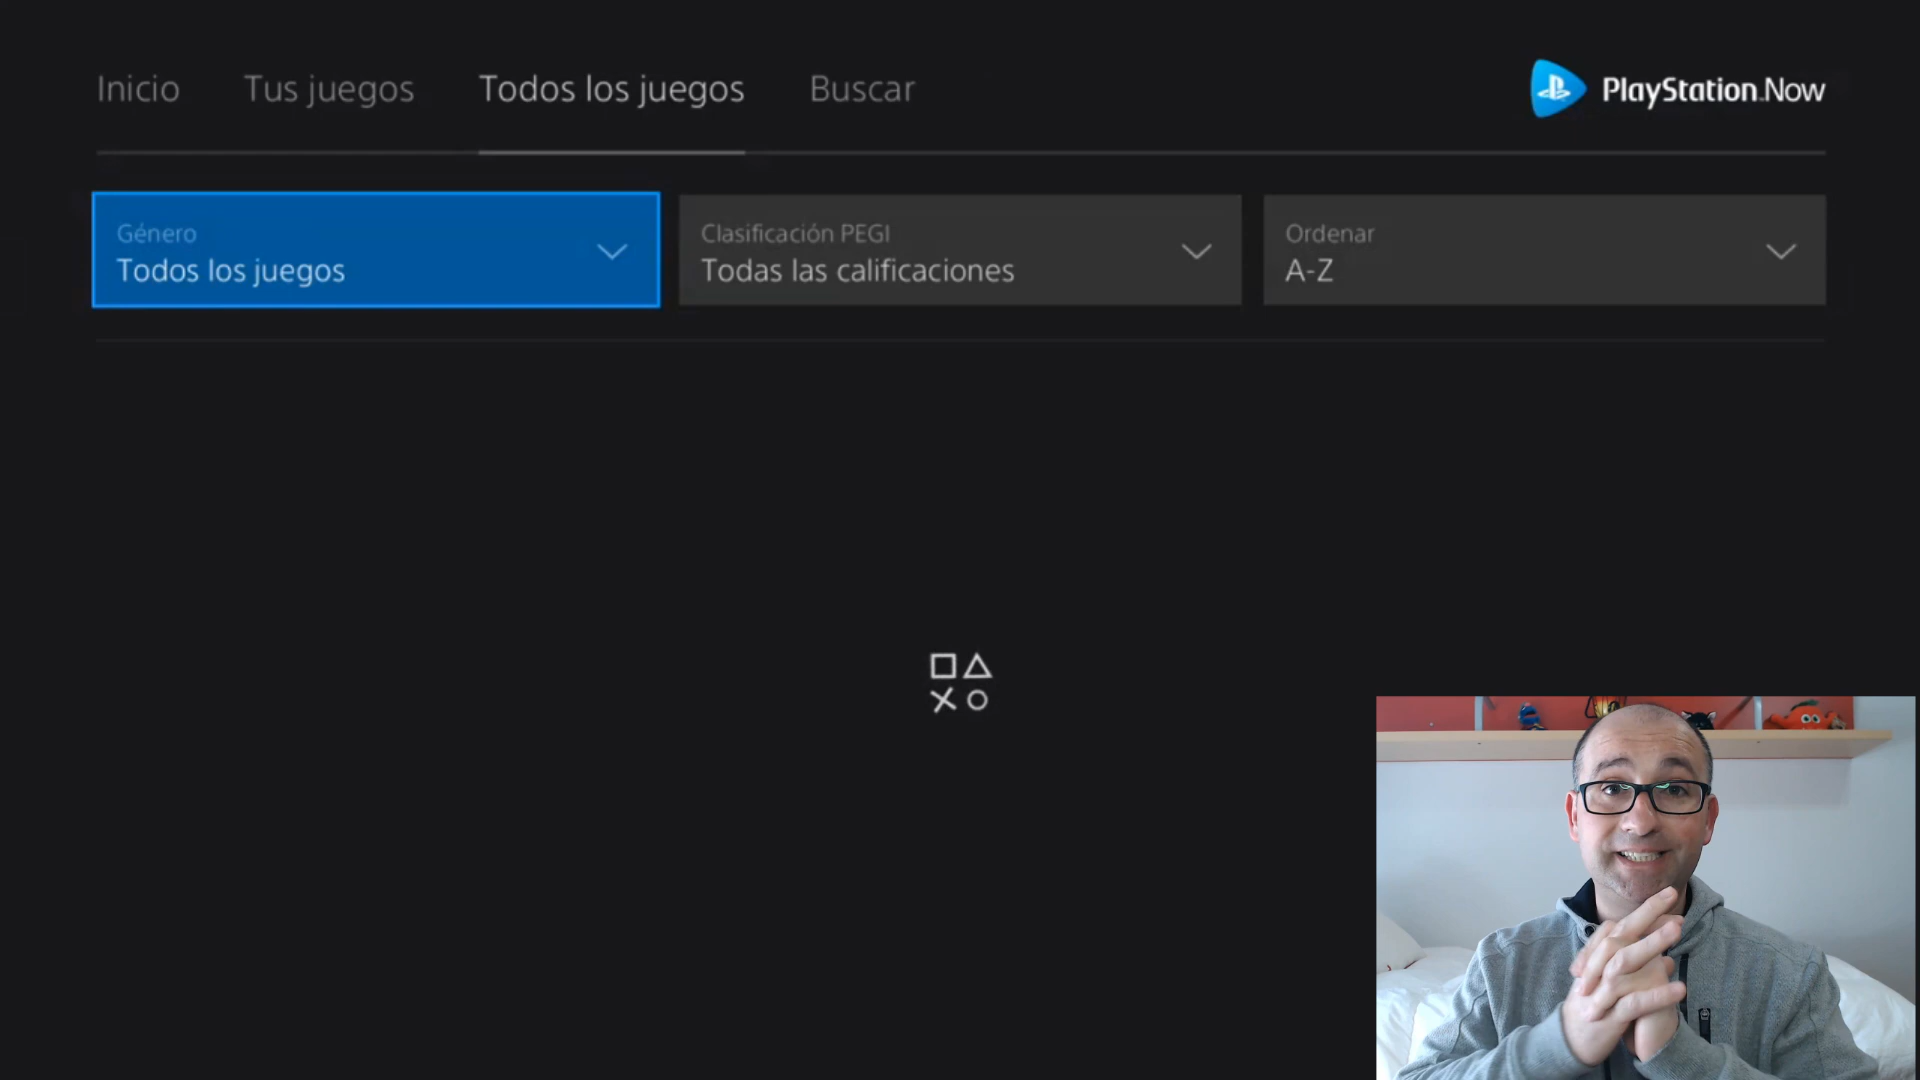 Inicio
Tus juegos
Todos los juegos
Buscar
PlayStation.Now
Género
Todos los juegos
Clasificación PEGI
Todas las calificaciones
Ordenar
A-Z